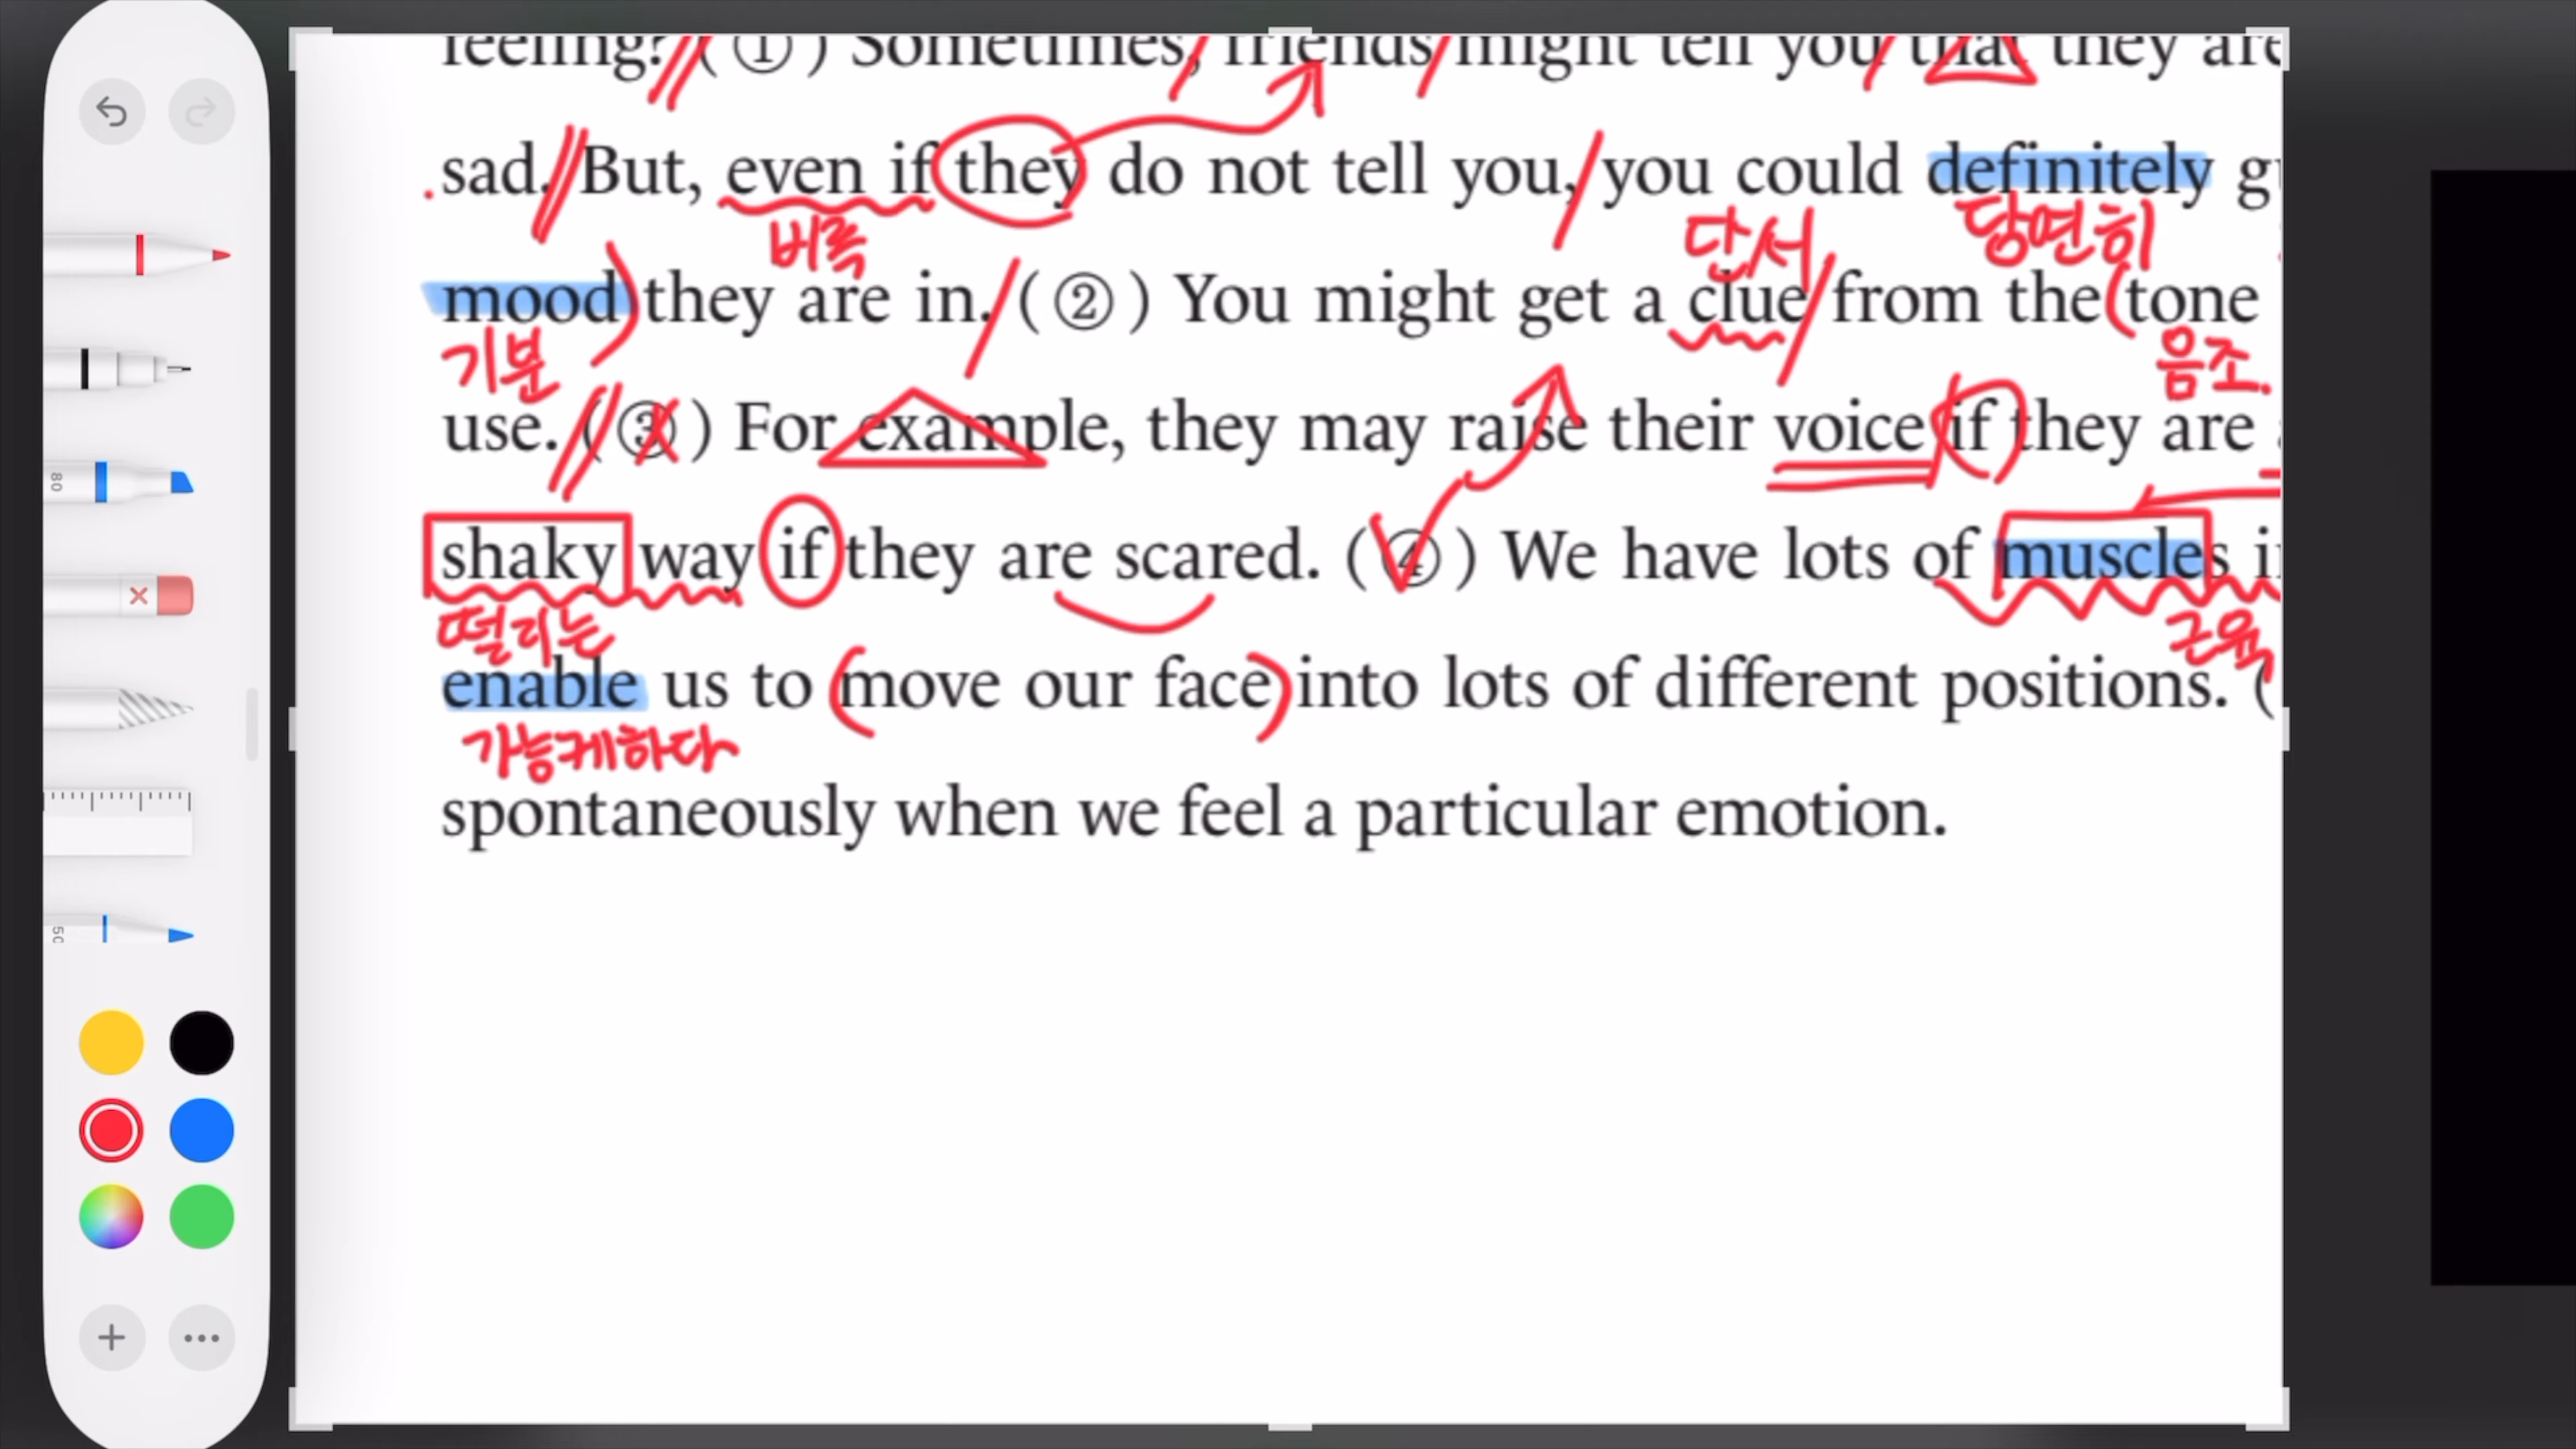 feeling? ( ① ) Sometimes, friends might tell you that they are
sad. But, even if they do not tell you, you could definitely
비록
단서
당연히
mood they are in. ( ② ) You might get a clue from the tone
기분
음조
use. ( ③ ) For example, they may raise their voice if they are
shaky way if they are scared. ( ④ ) We have lots of muscles
떨리는
근육
enable us to move our face into lots of different positions. (
가능케하다
spontaneously when we feel a particular emotion.
80
50